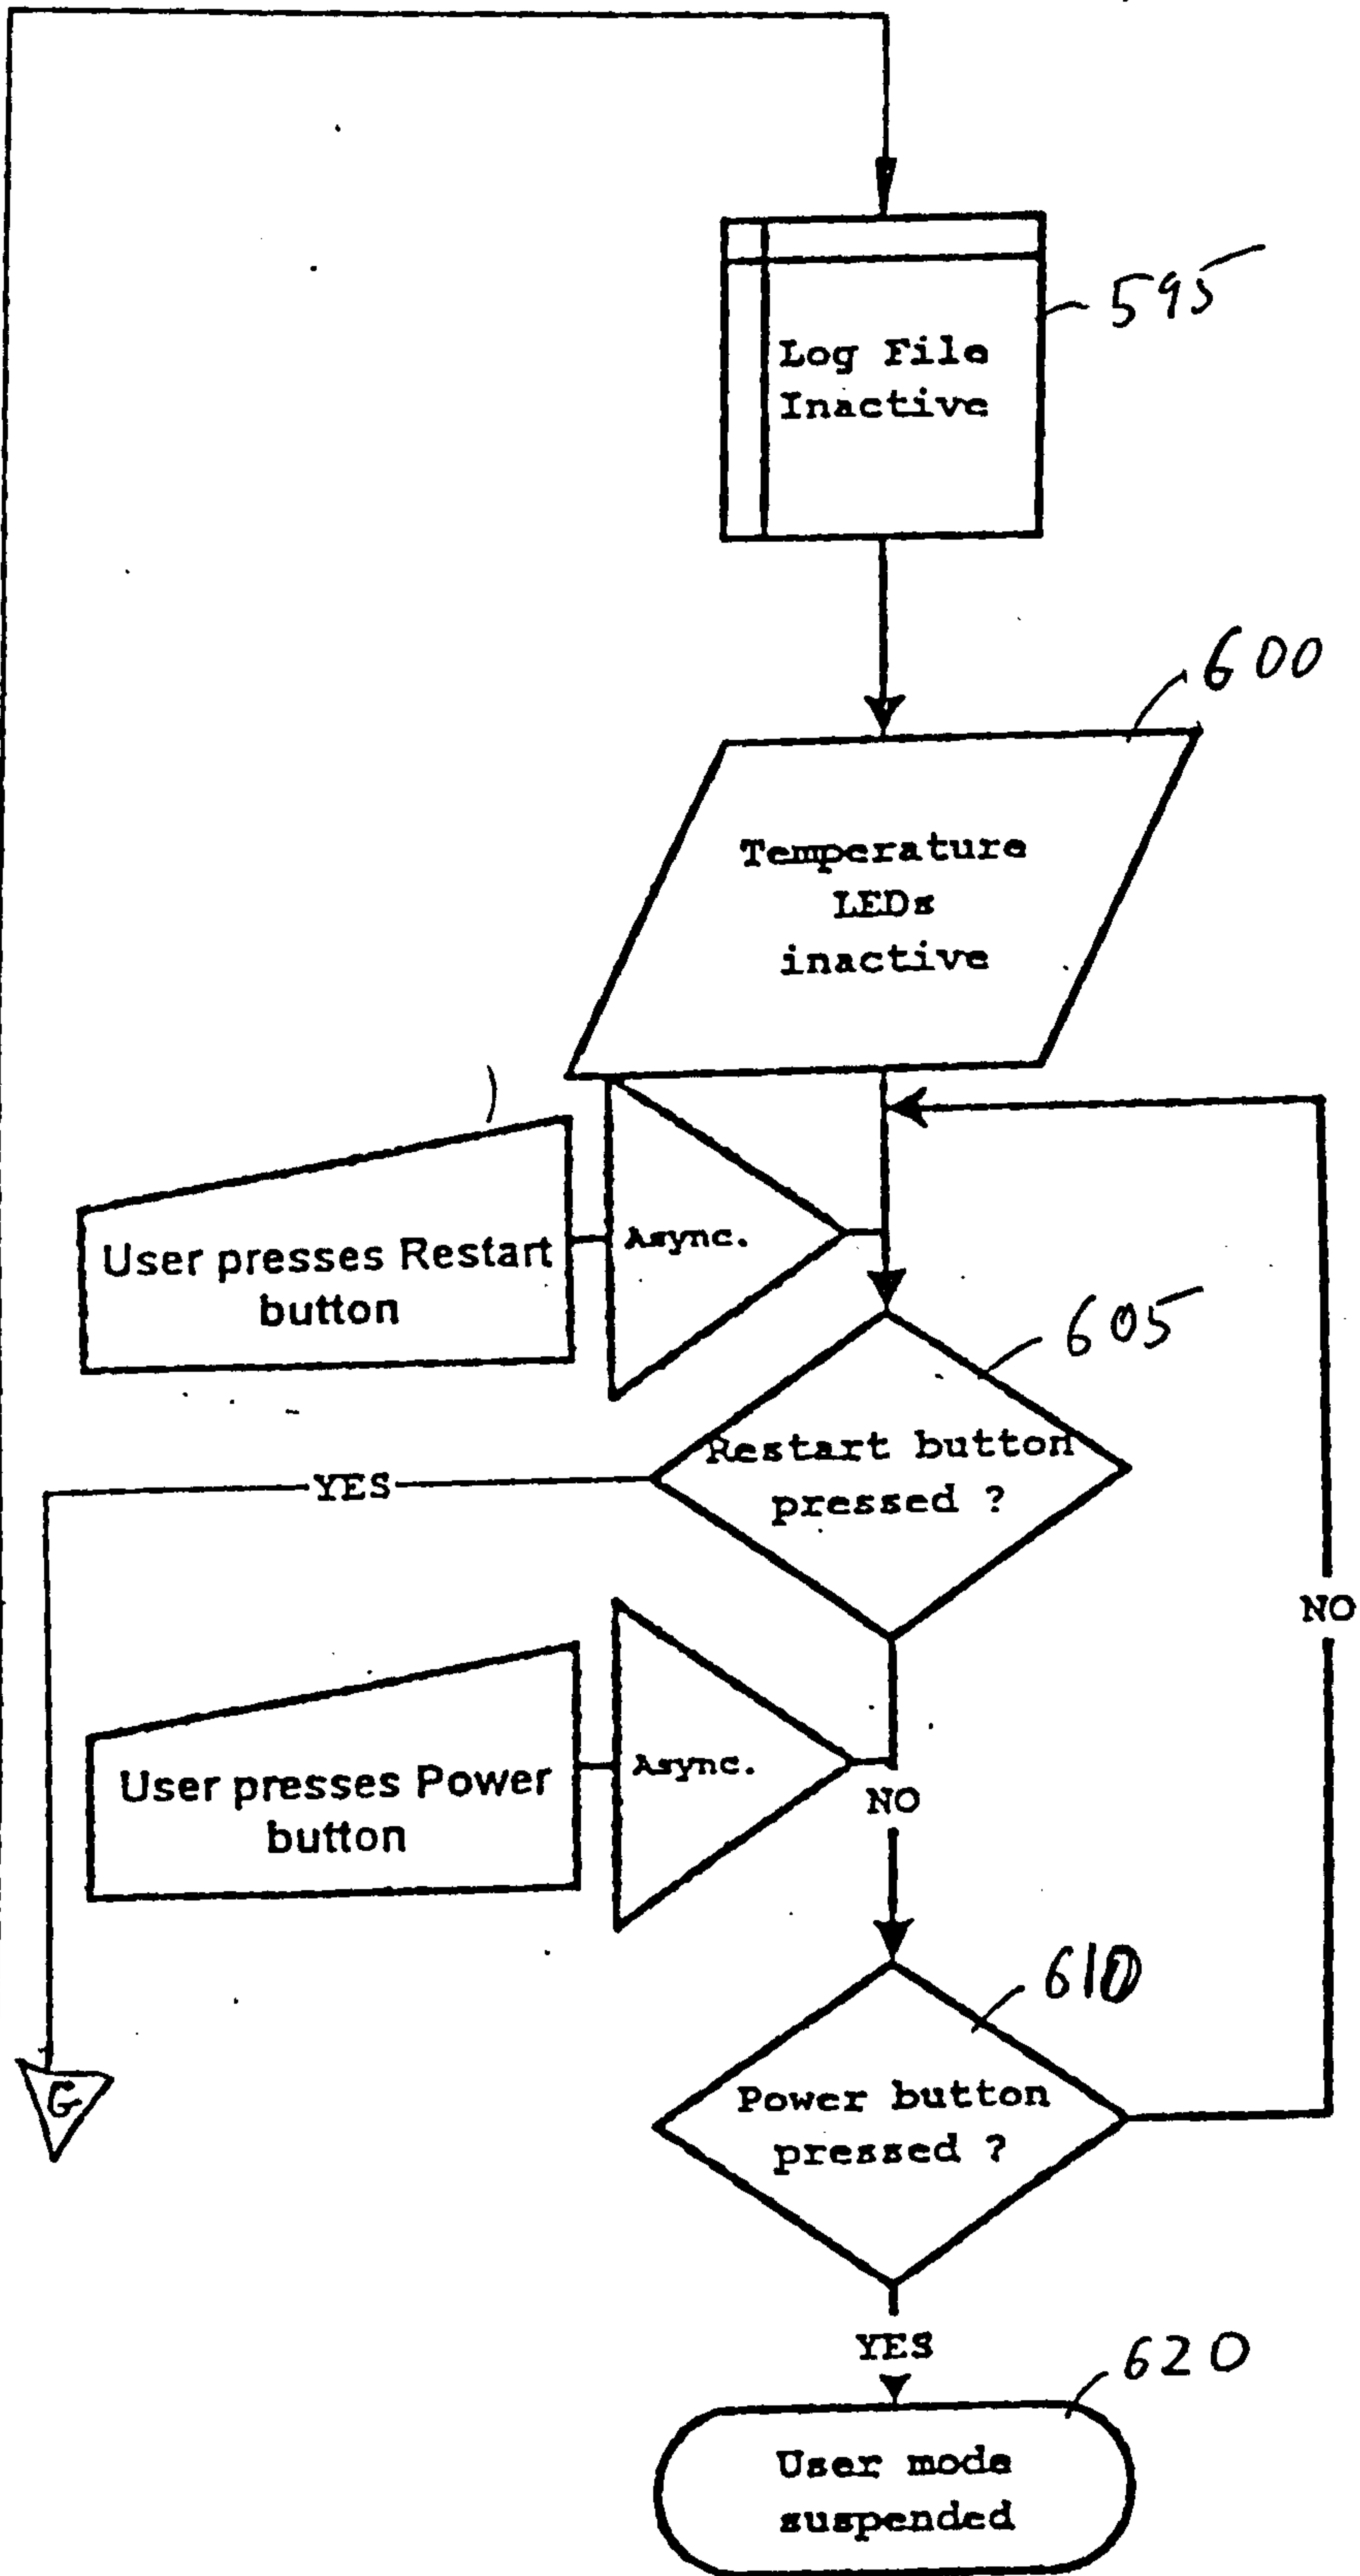 Log File
Inactive
595
600
Temperature
LEDs
inactive
User presses Restart
button
Async.
605
Restart button
pressed ?
YES
NO
User presses Power
button
Async.
NO
610
Power button
pressed ?
G
YES
620
User mode
suspended